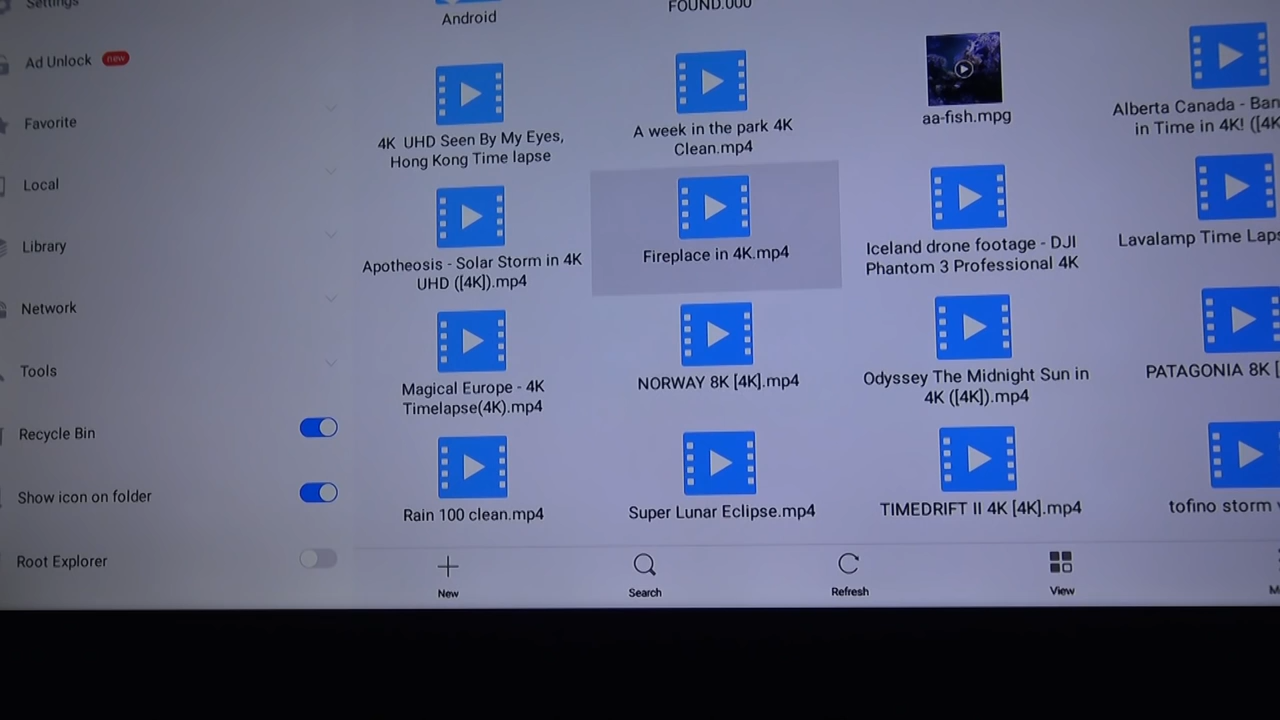 Settings
Ad Unlock
new
Favorite
Local
Library
Network
Tools
Recycle Bin
Show icon on folder
Root Explorer
Android
FOUND.000
4K UHD Seen By My Eyes,
Hong Kong Time lapse
A week in the park 4K
Clean.mp4
aa-fish.mpg
Alberta Canada -
in Time in 4K!
Apotheosis - Solar Storm in 4K
UHD ([4K]).mp4
Fireplace in 4K.mp4
Iceland drone footage - DJI
Phantom 3 Professional 4K
Lavalamp Time
Magical Europe - 4K
Timelapse(4K).mp4
NORWAY 8K [4K].mp4
Odyssey The Midnight Sun in
4K ([4K]).mp4
PATAGONIA 8K [
Rain 100 clean.mp4
Super Lunar Eclipse.mp4
TIMEDRIFT II 4K [4K].mp4
tofino storm
New
Search
Refresh
View